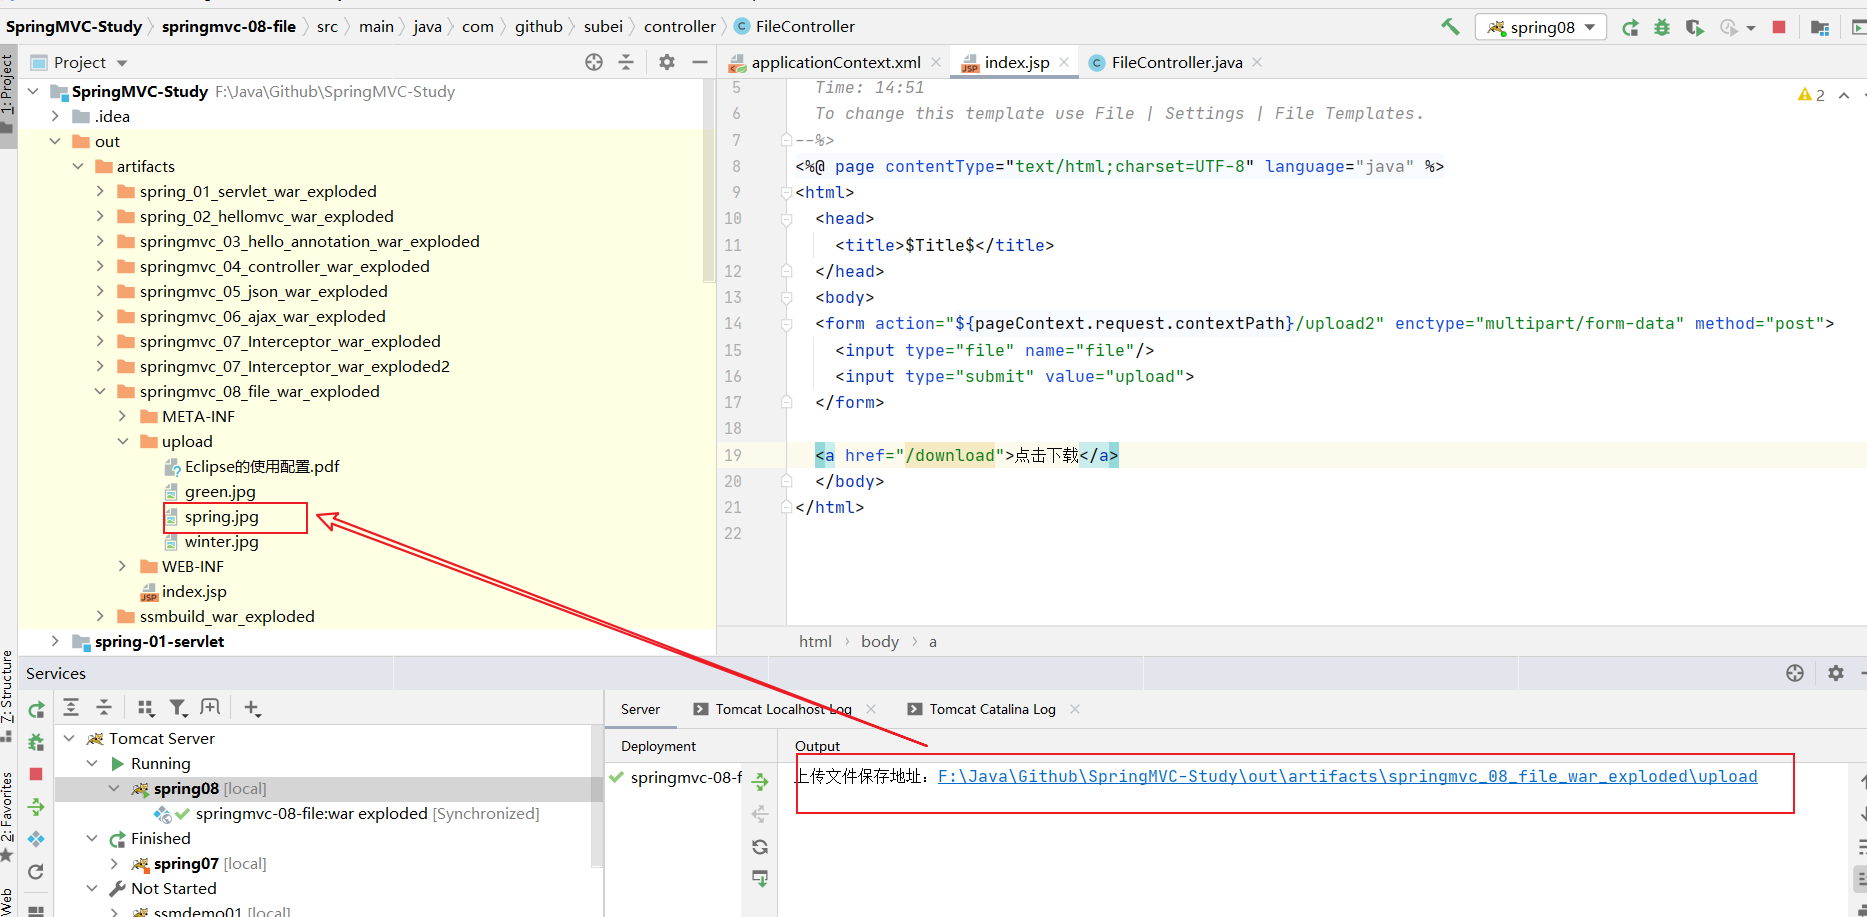 SpringMVC-Study springmvc-08-file src main java com github subei controller FileController spring08
1: Project
Project
applicationContext.xml index.jsp FileController.java
SpringMVC-Study F:\Java\Github\SpringMVC-Study
.idea
out
artifacts
spring_01_servlet_war_exploded
spring_02_hellomvc_war_exploded
springmvc_03_hello_annotation_war_exploded
springmvc_04_controller_war_exploded
springmvc_05_json_war_exploded
springmvc_06_ajax_war_exploded
springmvc_07_Interceptor_war_exploded
springmvc_07_Interceptor_war_exploded2
springmvc_08_file_war_exploded
META-INF
upload
Eclipse的使用配置.pdf
green.jpg
spring.jpg
winter.jpg
WEB-INF
index.jsp
ssmbuild_war_exploded
spring-01-servlet
5 Time: 14:51
2
6 To change this template use File | Settings | File Templates.
7 --%>
8 <%@ page contentType="text/html;charset=UTF-8" language="java" %>
9 <html>
10 <head>
11 <title>$Title$</title>
12 </head>
13 <body>
14 <form action="${pageContext.request.contextPath}/upload2" enctype="multipart/form-data" method="post">
15 <input type="file" name="file"/>
16 <input type="submit" value="upload">
17 </form>
18
19 <a href="/download">点击下载</a>
20 </body>
21 </html>
22
html body a
7: Structure
2: Favorites
Web
Services
Tomcat Server
Running
spring08 [local]
springmvc-08-file:war exploded [Synchronized]
Finished
spring07 [local]
Not Started
ssmdemo01 [local]
Server Tomcat Localhost Log Tomcat Catalina Log
Deployment Output
springmvc-08-f
上传文件保存地址：F:\Java\Github\SpringMVC-Study\out\artifacts\springmvc_08_file_war_exploded\upload